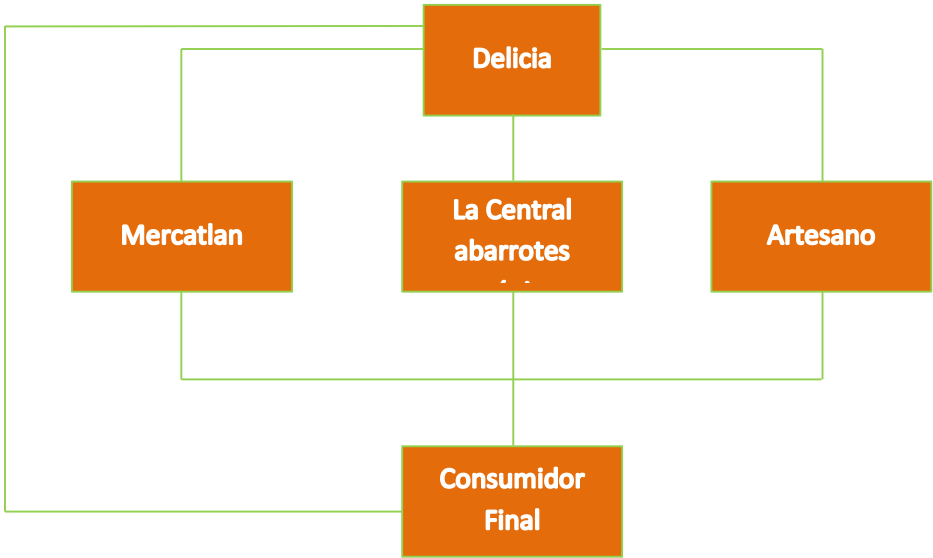 Delicia
Mercatlan
La Central
abarrotes
Artesano
Consumidor
Final